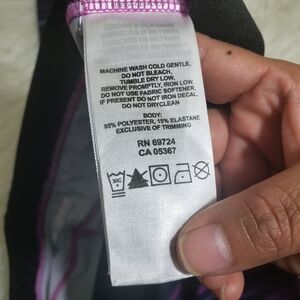 MACHINE WASH COLD GENTLE.
DO NOT BLEACH,
TUMBLE DRY LOW,
REMOVE PROMPTLY, IRON LOW,
DO NOT USE FABRIC SOFTENER,
IF PRESENT DO NOT IRON DECAL.
DO NOT DRYCLEAN
BODY:
85% POLYESTER, 15% ELASTANE
EXCLUSIVE OF TRIMMING
RN 69724
CA 05367
30C